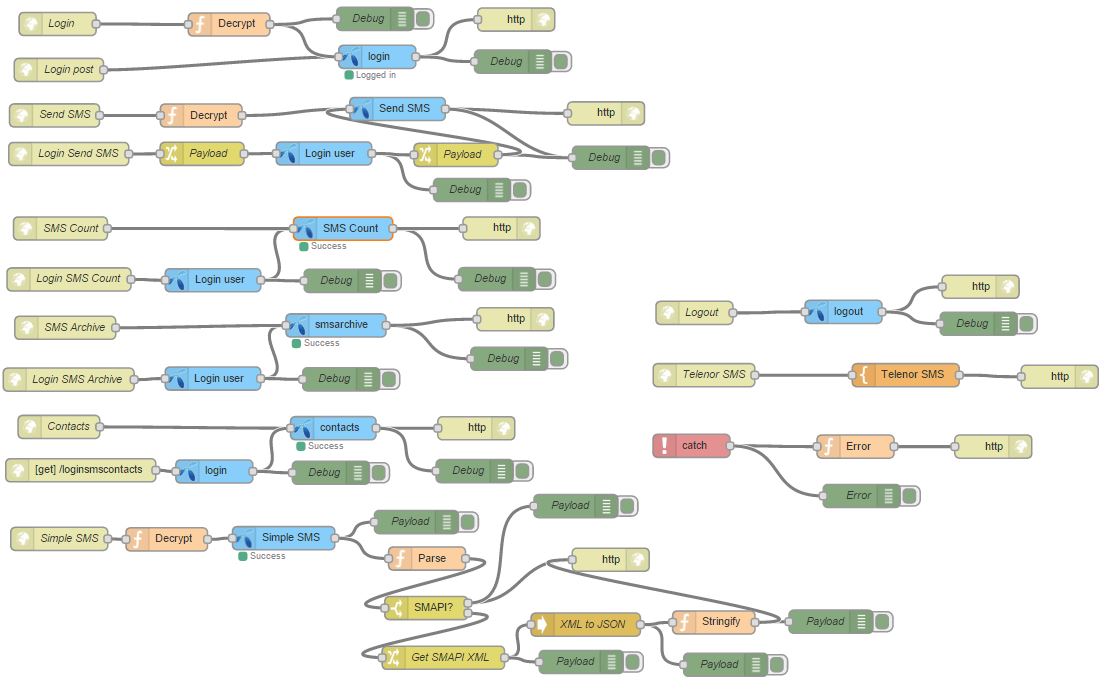 Login
Decrypt
Debug
http
login
Logged in
Debug
Login post
Send SMS
Decrypt
Send SMS
http
Login Send SMS
Payload
Login user
Payload
Debug
Debug
SMS Count
SMS Count
Success
http
Login SMS Count
Login user
Debug
Debug
SMS Archive
smsarchive
Success
http
Debug
Login SMS Archive
Login user
Debug
Contacts
contacts
Success
http
[get] /loginsmscontacts
login
Debug
Debug
Simple SMS
Decrypt
Simple SMS
Success
Payload
Parse
Payload
http
SMAPI?
Get SMAPI XML
XML to JSON
Payload
Stringify
Payload
Payload
Logout
logout
http
Debug
Telenor SMS
Telenor SMS
http
catch
Error
http
Error